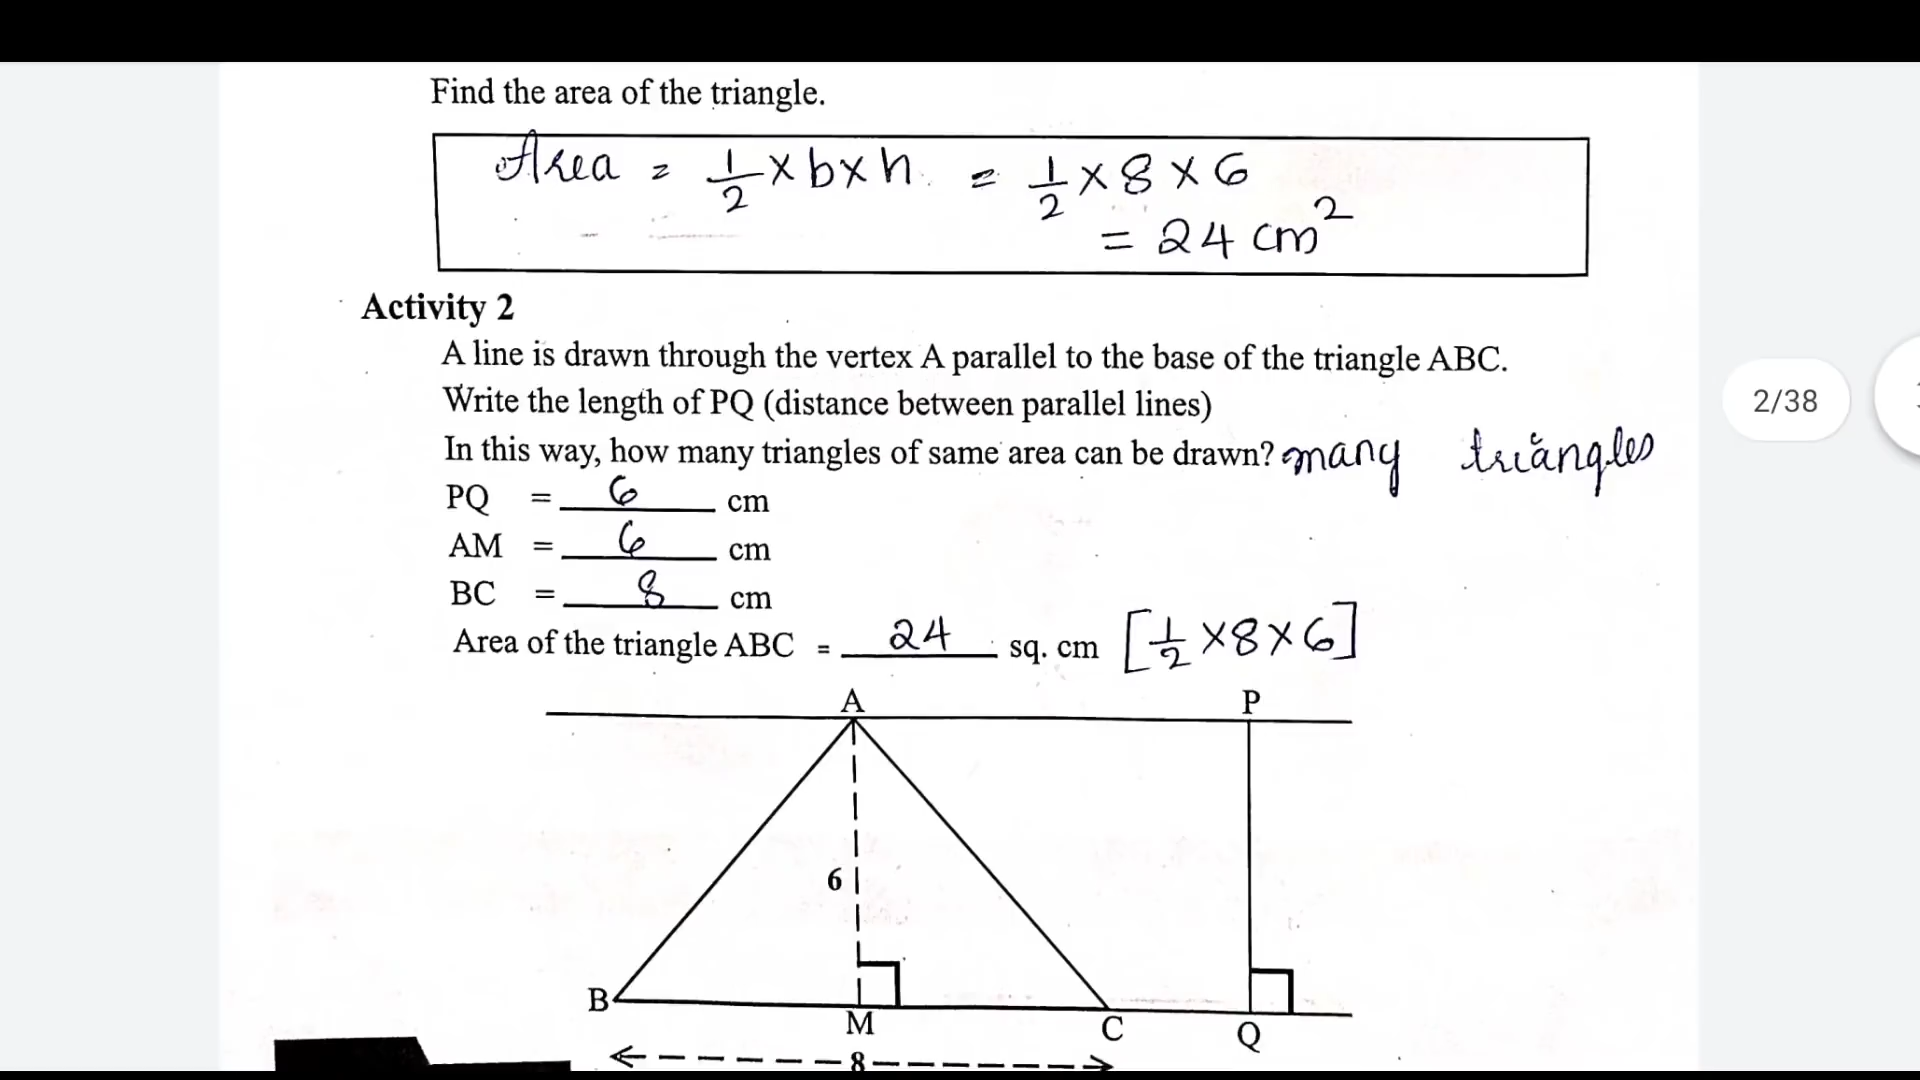 Find the area of the triangle.
Area = 1/2 × b × h = 1/2 × 8 × 6
= 24 cm²
Activity 2
A line is drawn through the vertex A parallel to the base of the triangle ABC.
Write the length of PQ (distance between parallel lines)
2/38
In this way, how many triangles of same area can be drawn? many triangles
PQ = 6 cm
AM = 6 cm
BC = 8 cm
Area of the triangle ABC = 24 sq. cm [1/2 × 8 × 6]
A P
6
B M C Q
8